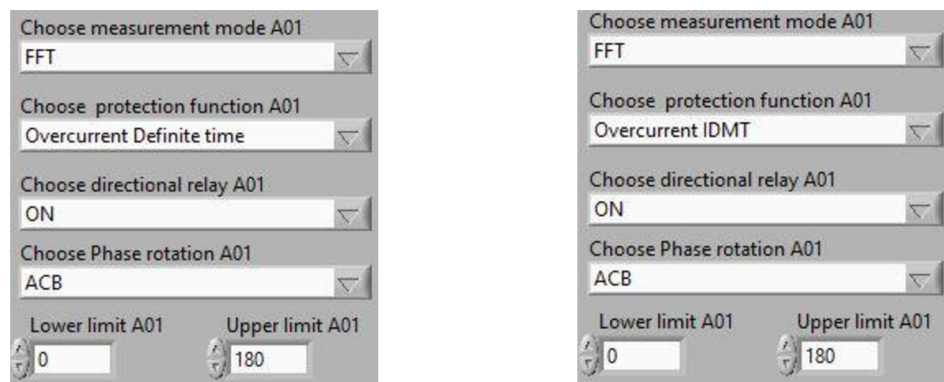 Choose measurement mode A01
FFT
Choose protection function A01
Overcurrent Definite time
Choose directional relay A01
ON
Choose Phase rotation A01
ACB
Lower limit A01 Upper limit A01
0 180
Choose measurement mode A01
FFT
Choose protection function A01
Overcurrent IDMT
Choose directional relay A01
ON
Choose Phase rotation A01
ACB
Lower limit A01 Upper limit A01
0 180